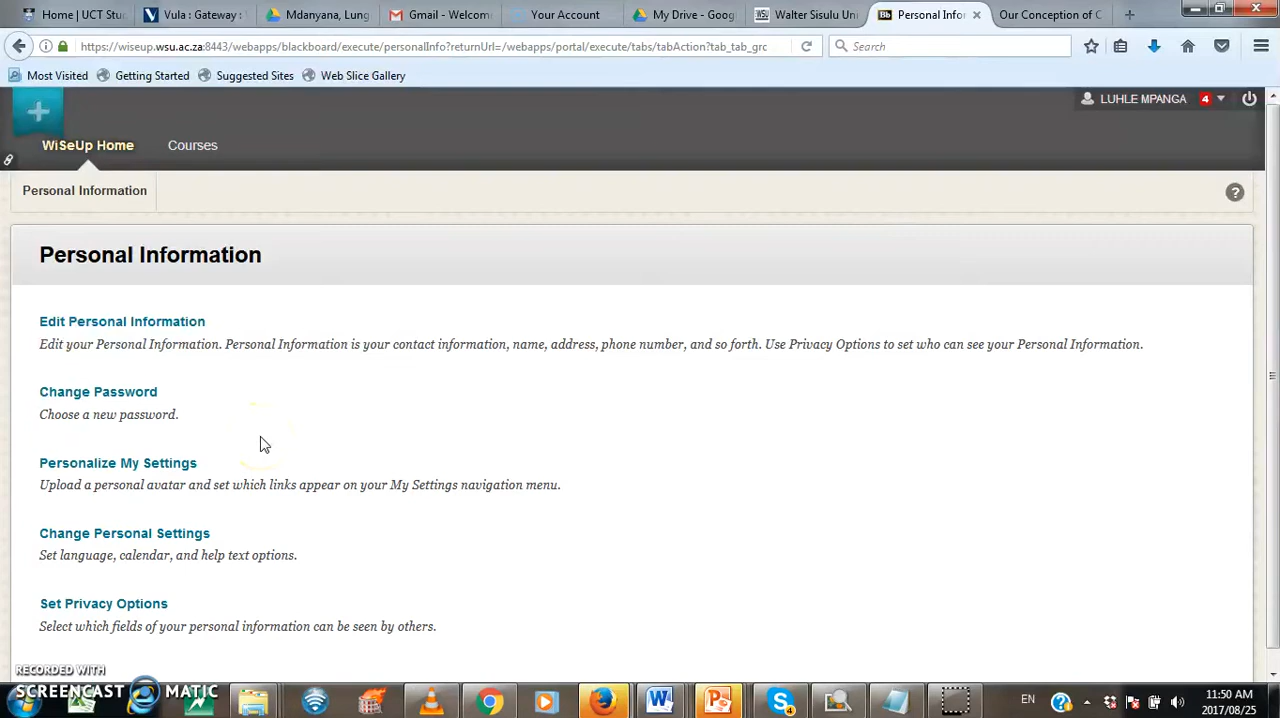 Home | UCT Stu
Vula : Gateway :
Mdanyana, Lung
Gmail - Welcom
Your Account
My Drive - Goog
WSU Walter Sisulu Uni
Bb Personal Info
Our Conception of C
https://wiseup.wsu.ac.za:8443/webapps/blackboard/execute/personalInfo?returnUrl=/webapps/portal/execute/tabs/tabAction?tab_tab_grc
Search
Most Visited Getting Started Suggested Sites Web Slice Gallery
LUHLE MPANGA 4
WiSeUp Home Courses
Personal Information
Personal Information
Edit Personal Information
Edit your Personal Information. Personal Information is your contact information, name, address, phone number, and so forth. Use Privacy Options to set who can see your Personal Information.
Change Password
Choose a new password.
Personalize My Settings
Upload a personal avatar and set which links appear on your My Settings navigation menu.
Change Personal Settings
Set language, calendar, and help text options.
Set Privacy Options
Select which fields of your personal information can be seen by others.
RECORDED WITH
SCREENCAST MATIC
EN
11:50 AM
2017/08/25